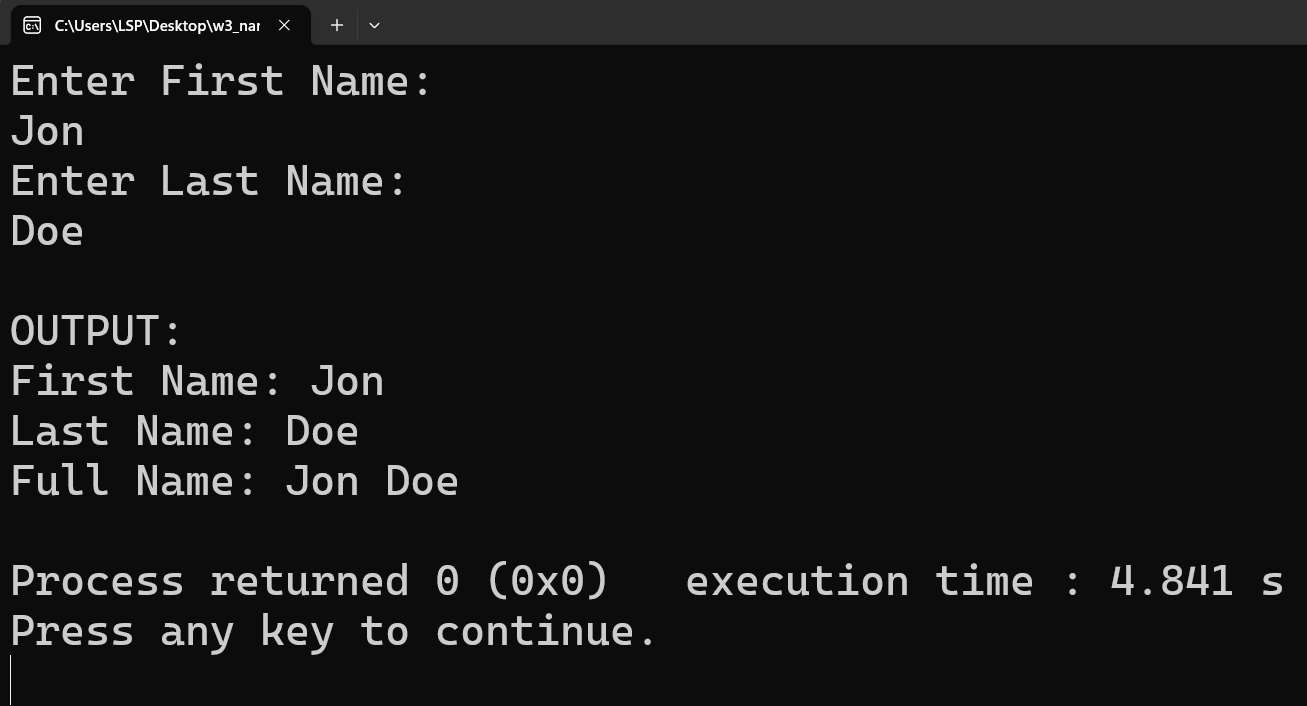 C:\Users\LSP\Desktop\w3_nar
Enter First Name:
Jon
Enter Last Name:
Doe
OUTPUT:
First Name: Jon
Last Name: Doe
Full Name: Jon Doe
Process returned 0 (0x0)   execution time : 4.841 s
Press any key to continue.